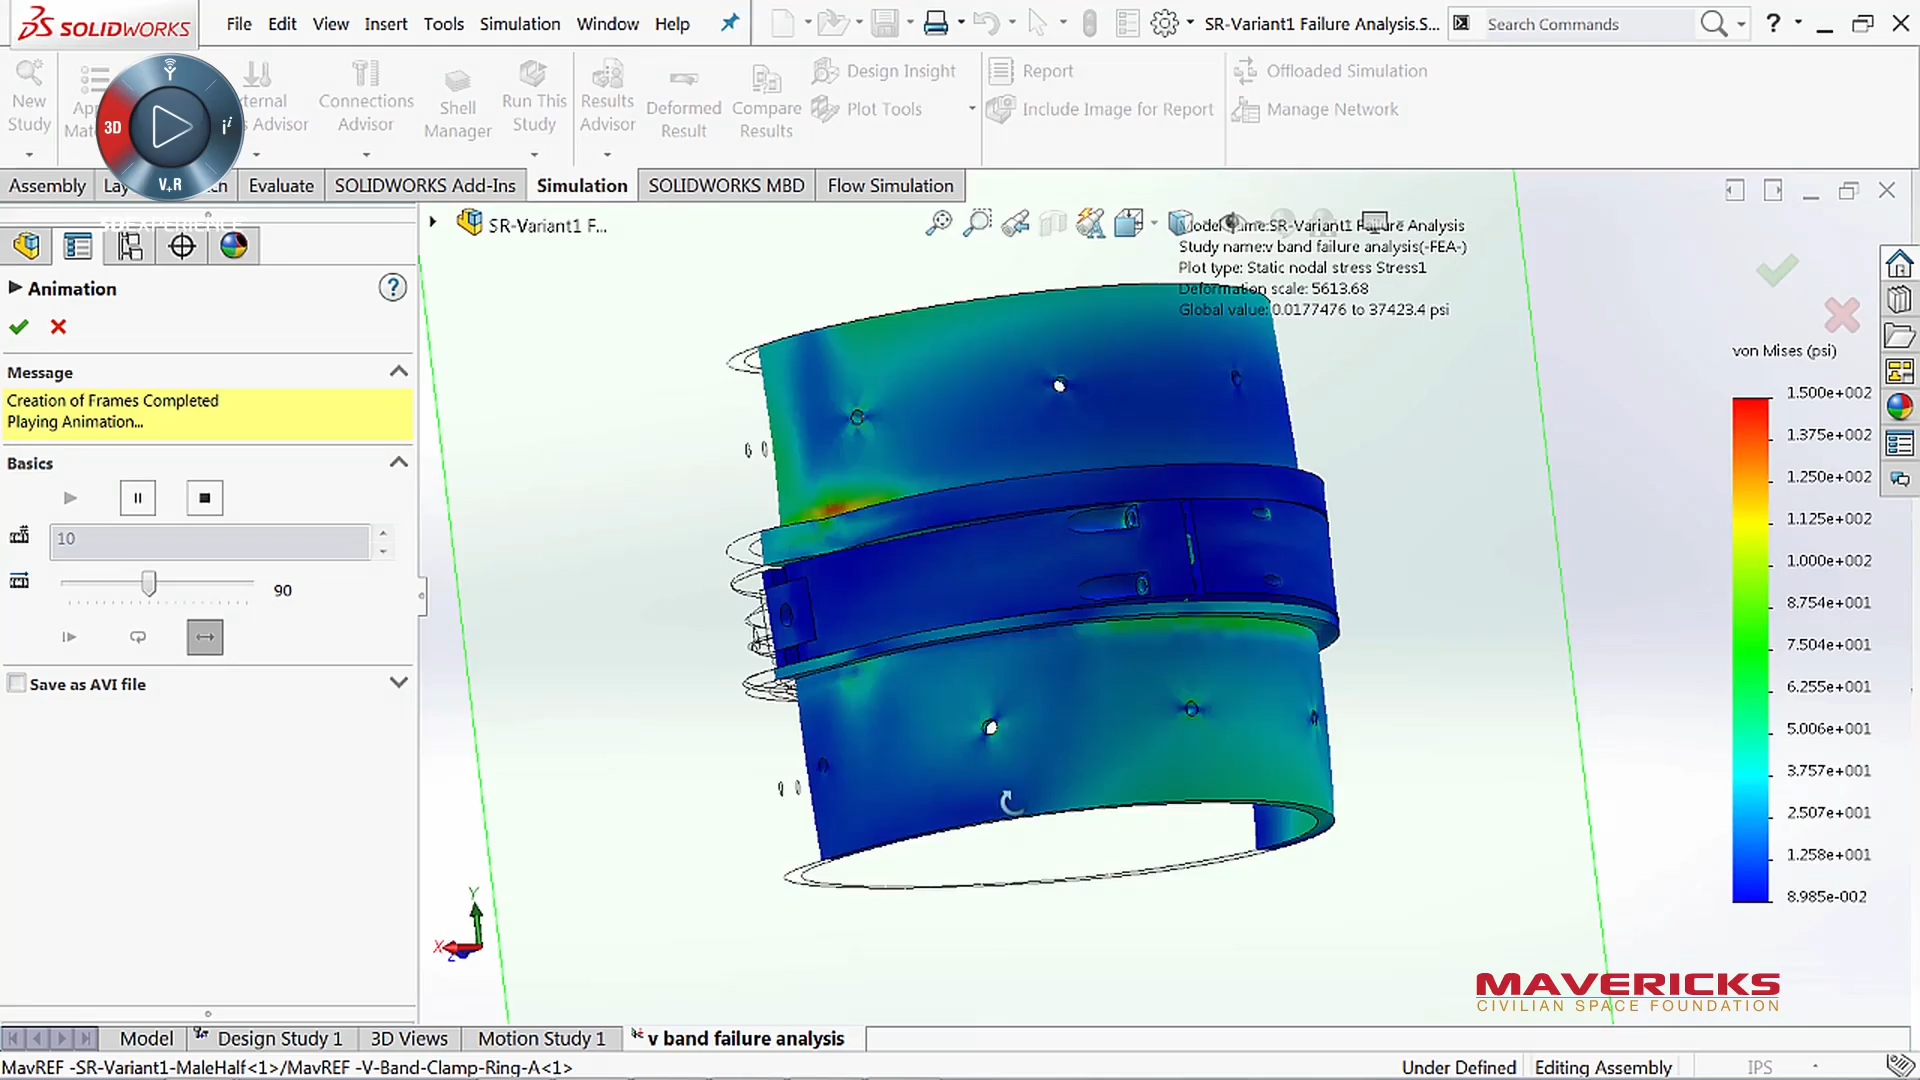 SOLIDWORKS
File Edit View Insert Tools Simulation Window Help
SR-Variant1 Failure Analysis.S...
Search Commands
?
New Study
External Loads Advisor
Connections Advisor
Shell Manager
Run This Study
Results Advisor
Deformed Result
Compare Results
Design Insight
Plot Tools
Report
Include Image for Report
Offloaded Simulation
Manage Network
3D
V+R
Assembly
Evaluate
SOLIDWORKS Add-Ins
Simulation
SOLIDWORKS MBD
Flow Simulation
3DEXPERIENCE
SR-Variant1 F...
Model name:SR-Variant1 Failure Analysis
Study name:v band failure analysis(-FEA-)
Plot type: Static nodal stress Stress1
Deformation scale: 5613.68
Global value: 0.0177476 to 37423.4 psi
Animation
?
Message
Creation of Frames Completed
Playing Animation...
Basics
10
90
Save as AVI file
von Mises (psi)
1.500e+002
1.375e+002
1.250e+002
1.125e+002
1.000e+002
8.754e+001
7.504e+001
6.255e+001
5.006e+001
3.757e+001
2.507e+001
1.258e+001
8.985e-002
Y
X
Z
MAVERICKS
CIVILIAN SPACE FOUNDATION
Model
Design Study 1
3D Views
Motion Study 1
v band failure analysis
MavREF -SR-Variant1-MaleHalf<1>/MavREF -V-Band-Clamp-Ring-A<1>
Under Defined
Editing Assembly
IPS